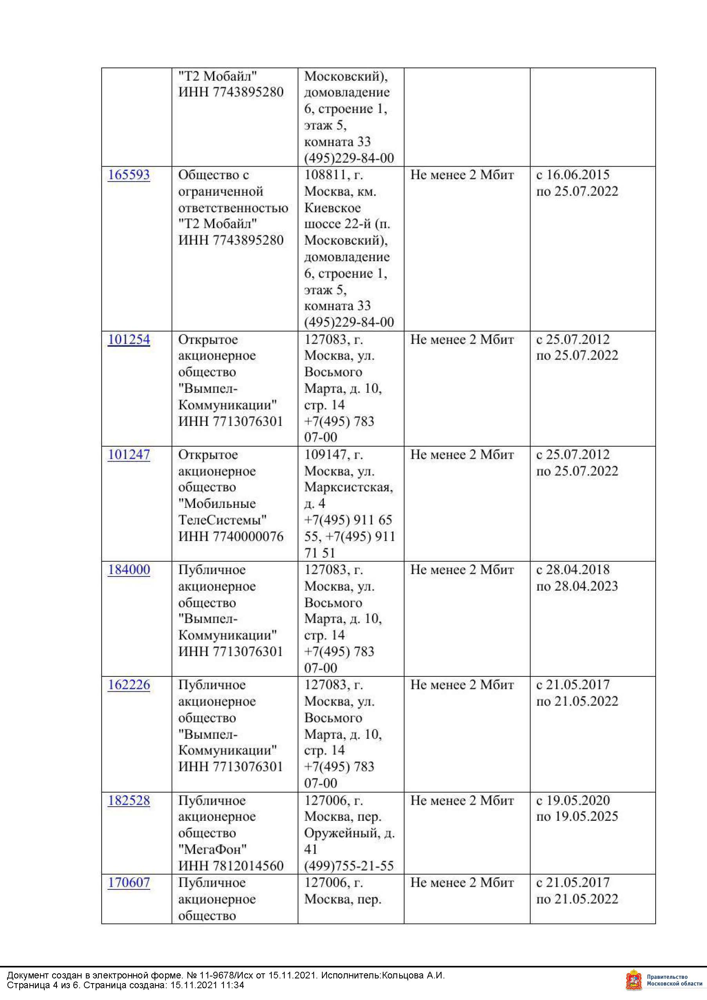 "Т2 Мобайл"
ИНН 7743895280
Московский),
домовладение
6, строение 1,
этаж 5,
комната 33
(495)229-84-00
165593
Общество с
ограниченной
ответственностью
"Т2 Мобайл"
ИНН 7743895280
108811, г.
Москва, км.
Киевское
шоссе 22-й (п.
Московский),
домовладение
6, строение 1,
этаж 5,
комната 33
(495)229-84-00
Не менее 2 Мбит
с 16.06.2015
по 25.07.2022
101254
Открытое
акционерное
общество
"Вымпел-
Коммуникации"
ИНН 7713076301
127083, г.
Москва, ул.
Восьмого
Марта, д. 10,
стр. 14
+7(495) 783
07-00
Не менее 2 Мбит
с 25.07.2012
по 25.07.2022
101247
Открытое
акционерное
общество
"Мобильные
ТелеСистемы"
ИНН 7740000076
109147, г.
Москва, ул.
Марксистская,
д. 4
+7(495) 911 65
55, +7(495) 911
71 51
Не менее 2 Мбит
с 25.07.2012
по 25.07.2022
184000
Публичное
акционерное
общество
"Вымпел-
Коммуникации"
ИНН 7713076301
127083, г.
Москва, ул.
Восьмого
Марта, д. 10,
стр. 14
+7(495) 783
07-00
Не менее 2 Мбит
с 28.04.2018
по 28.04.2023
162226
Публичное
акционерное
общество
"Вымпел-
Коммуникации"
ИНН 7713076301
127083, г.
Москва, ул.
Восьмого
Марта, д. 10,
стр. 14
+7(495) 783
07-00
Не менее 2 Мбит
с 21.05.2017
по 21.05.2022
182528
Публичное
акционерное
общество
"МегаФон"
ИНН 7812014560
127006, г.
Москва, пер.
Оружейный, д.
41
(499)755-21-55
Не менее 2 Мбит
с 19.05.2020
по 19.05.2025
170607
Публичное
акционерное
общество
127006, г.
Москва, пер.
Не менее 2 Мбит
с 21.05.2017
по 21.05.2022
Документ создан в электронной форме. № 11-9678/Исх от 15.11.2021. Исполнитель:Кольцова А.И.
Страница 4 из 6. Страница создана: 15.11.2021 11:34
Правительство
Московской области